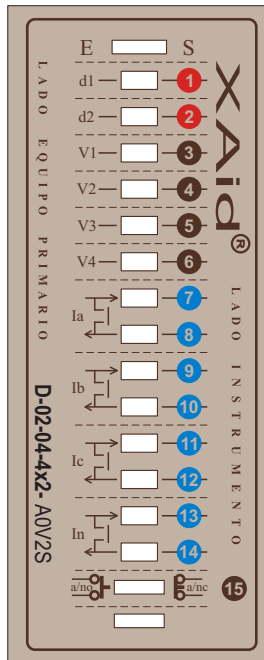 E S
d1 1
d2 2
V1 3
V2 4
V3 5
V4 6
Ia 7
8
Ib 9
10
Ic 11
12
In 13
14
a/no a/nc 15
LADO EQUIPO PRIMARIO
D-02-04-4x2- A0V2S
XAid®
LADO INSTRUMENTO